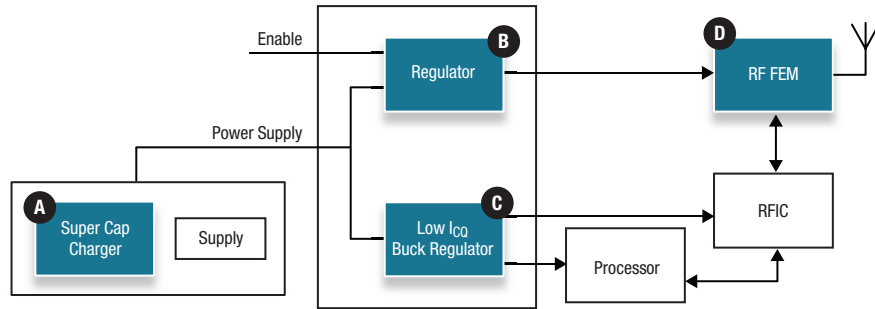 Enable
B
Regulator
D
RF FEM
Power Supply
A
Super Cap
Charger
Supply
C
Low ICQ
Buck Regulator
RFIC
Processor